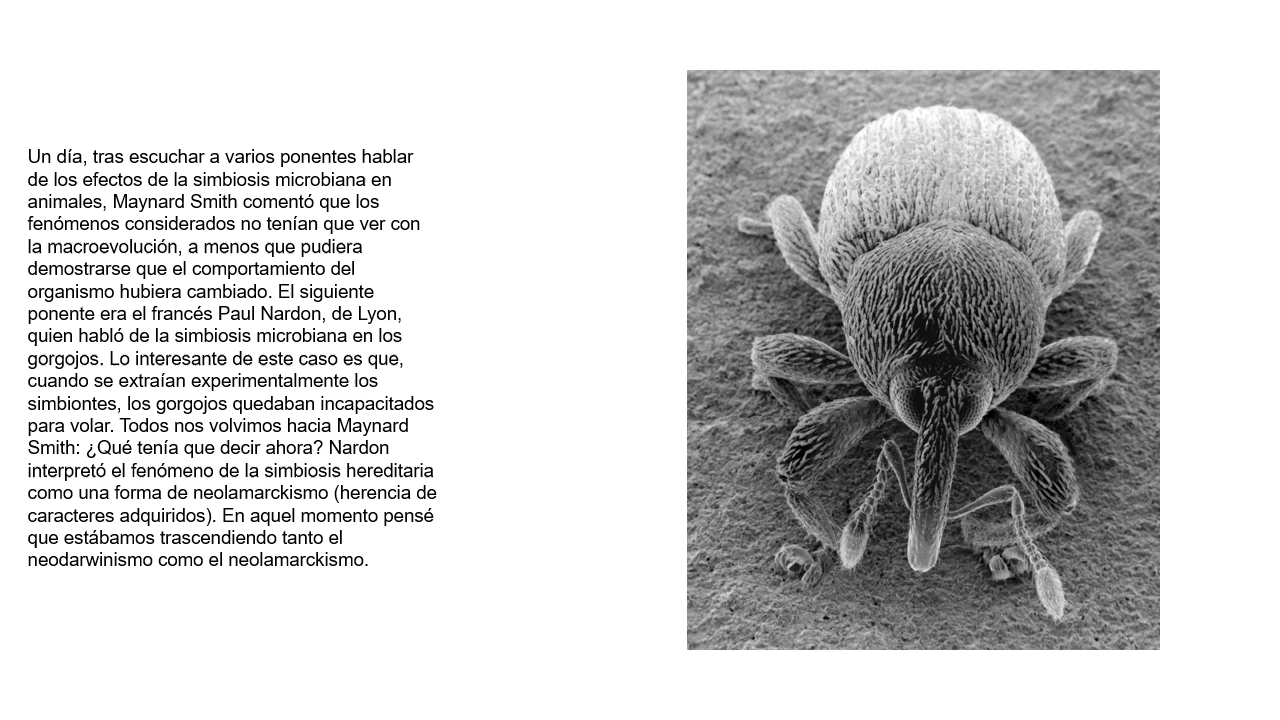 Un día, tras escuchar a varios ponentes hablar
de los efectos de la simbiosis microbiana en
animales, Maynard Smith comentó que los
fenómenos considerados no tenían que ver con
la macroevolución, a menos que pudiera
demostrarse que el comportamiento del
organismo hubiera cambiado. El siguiente
ponente era el francés Paul Nardon, de Lyon,
quien habló de la simbiosis microbiana en los
gorgojos. Lo interesante de este caso es que,
cuando se extraían experimentalmente los
simbiontes, los gorgojos quedaban incapacitados
para volar. Todos nos volvimos hacia Maynard
Smith: ¿Qué tenía que decir ahora? Nardon
interpretó el fenómeno de la simbiosis hereditaria
como una forma de neolamarckismo (herencia de
caracteres adquiridos). En aquel momento pensé
que estábamos trascendiendo tanto el
neodarwinismo como el neolamarckismo.